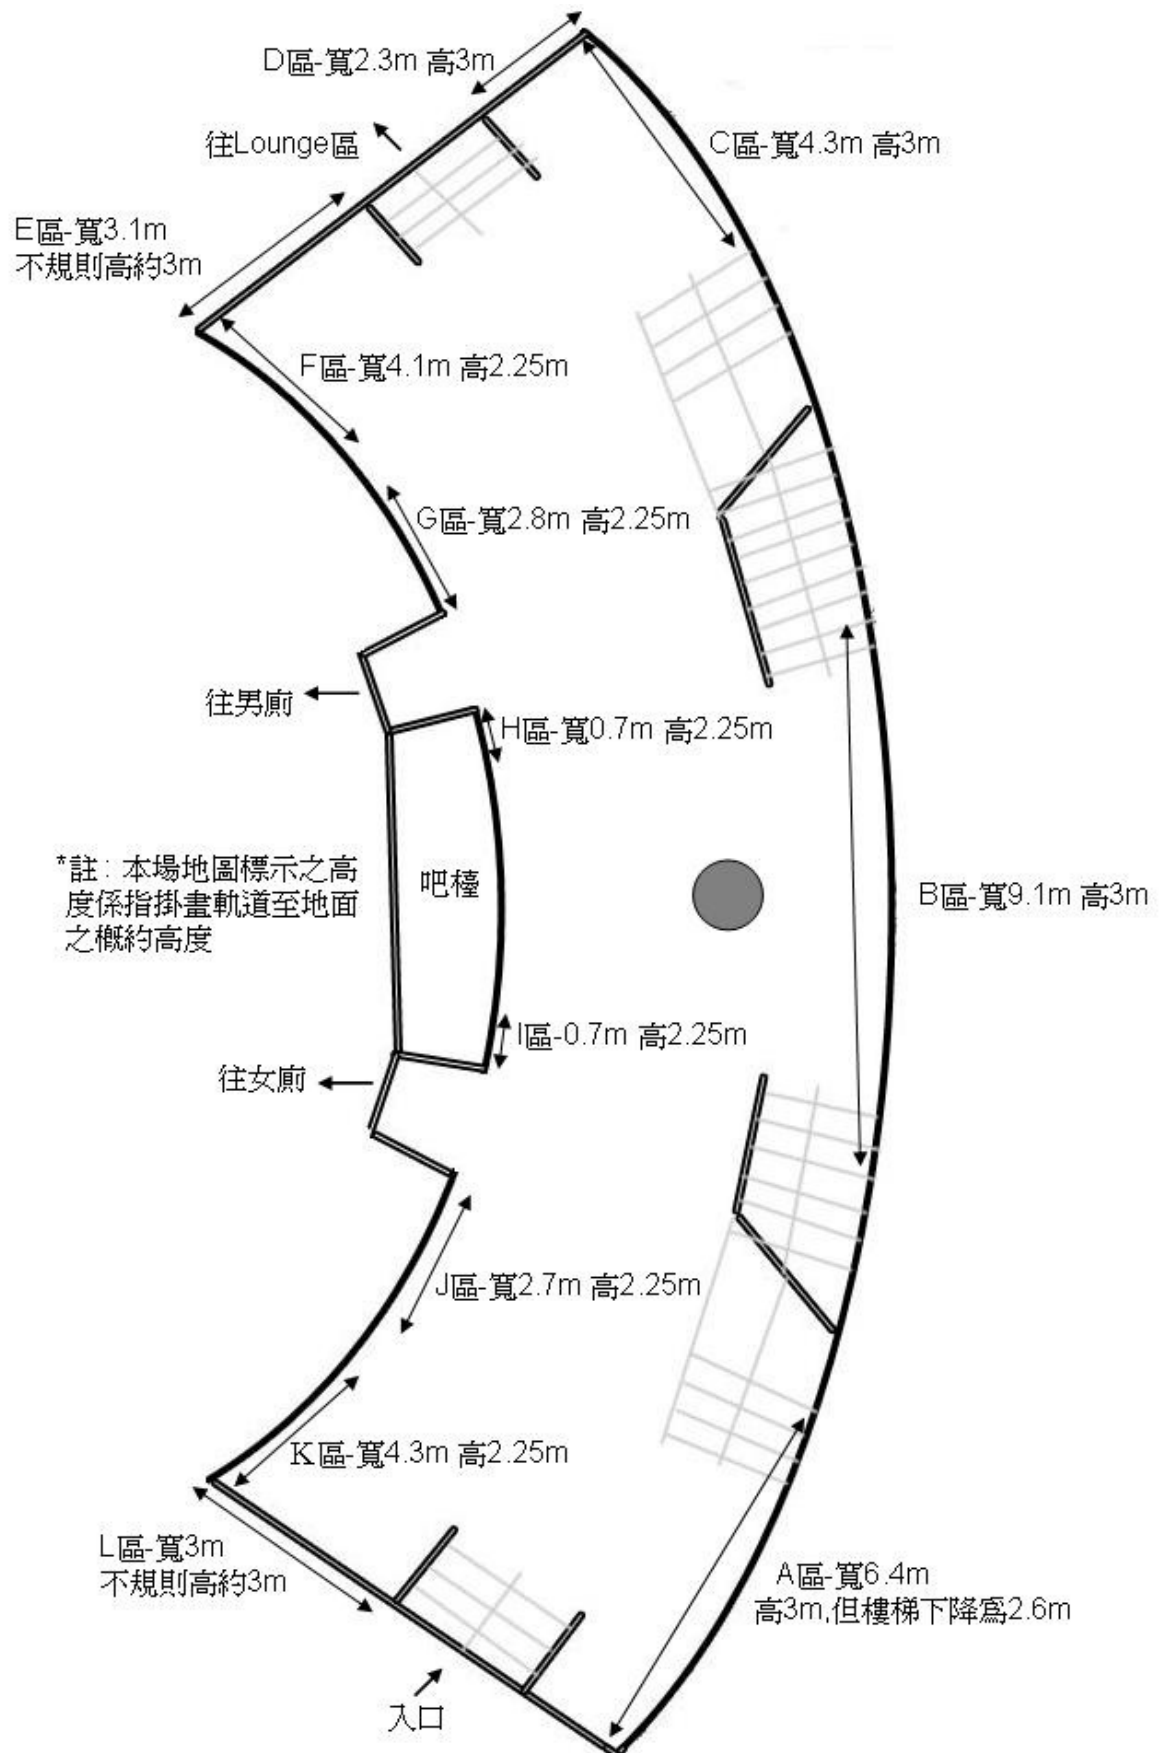 D區-寬2.3m 高3m
往Lounge區
C區-寬4.3m 高3m
E區-寬3.1m
不規則高約3m
F區-寬4.1m 高2.25m
G區-寬2.8m 高2.25m
往男廁
H區-寬0.7m 高2.25m
*註：本場地圖標示之高
度係指掛畫軌道至地面
之概約高度
吧檯
B區-寬9.1m 高3m
I區-0.7m 高2.25m
往女廁
J區-寬2.7m 高2.25m
K區-寬4.3m 高2.25m
L區-寬3m
不規則高約3m
A區-寬6.4m
高3m,但樓梯下降為2.6m
入口